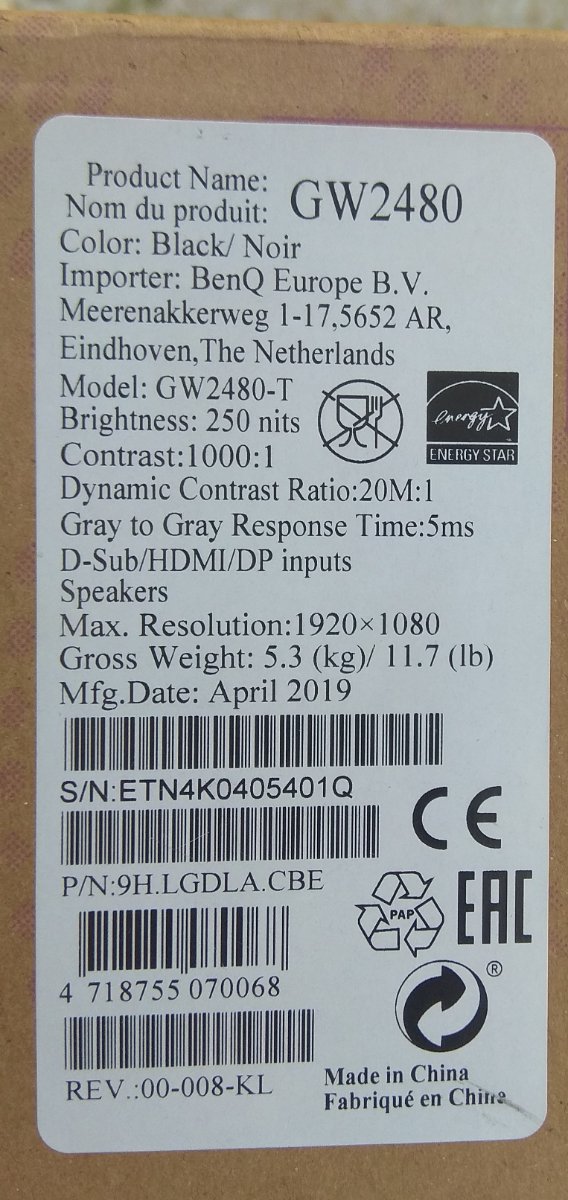 Product Name:
Nom du produit: GW2480
Color: Black/ Noir
Importer: BenQ Europe B.V.
Meerenakkerweg 1-17,5652 AR,
Eindhoven,The Netherlands
Model: GW2480-T
Brightness: 250 nits
Contrast:1000:1
energy
ENERGY STAR
Dynamic Contrast Ratio:20M:1
Gray to Gray Response Time:5ms
D-Sub/HDMI/DP inputs
Speakers
Max. Resolution:1920×1080
Gross Weight: 5.3 (kg)/ 11.7 (lb)
Mfg.Date: April 2019
S/N:ETN4K0405401Q
CE
P/N:9H.LGDLA.CBE
PAP
EAC
4 718755 070068
®
REV.:00-008-KL
Made in China
Fabriqué en Chine